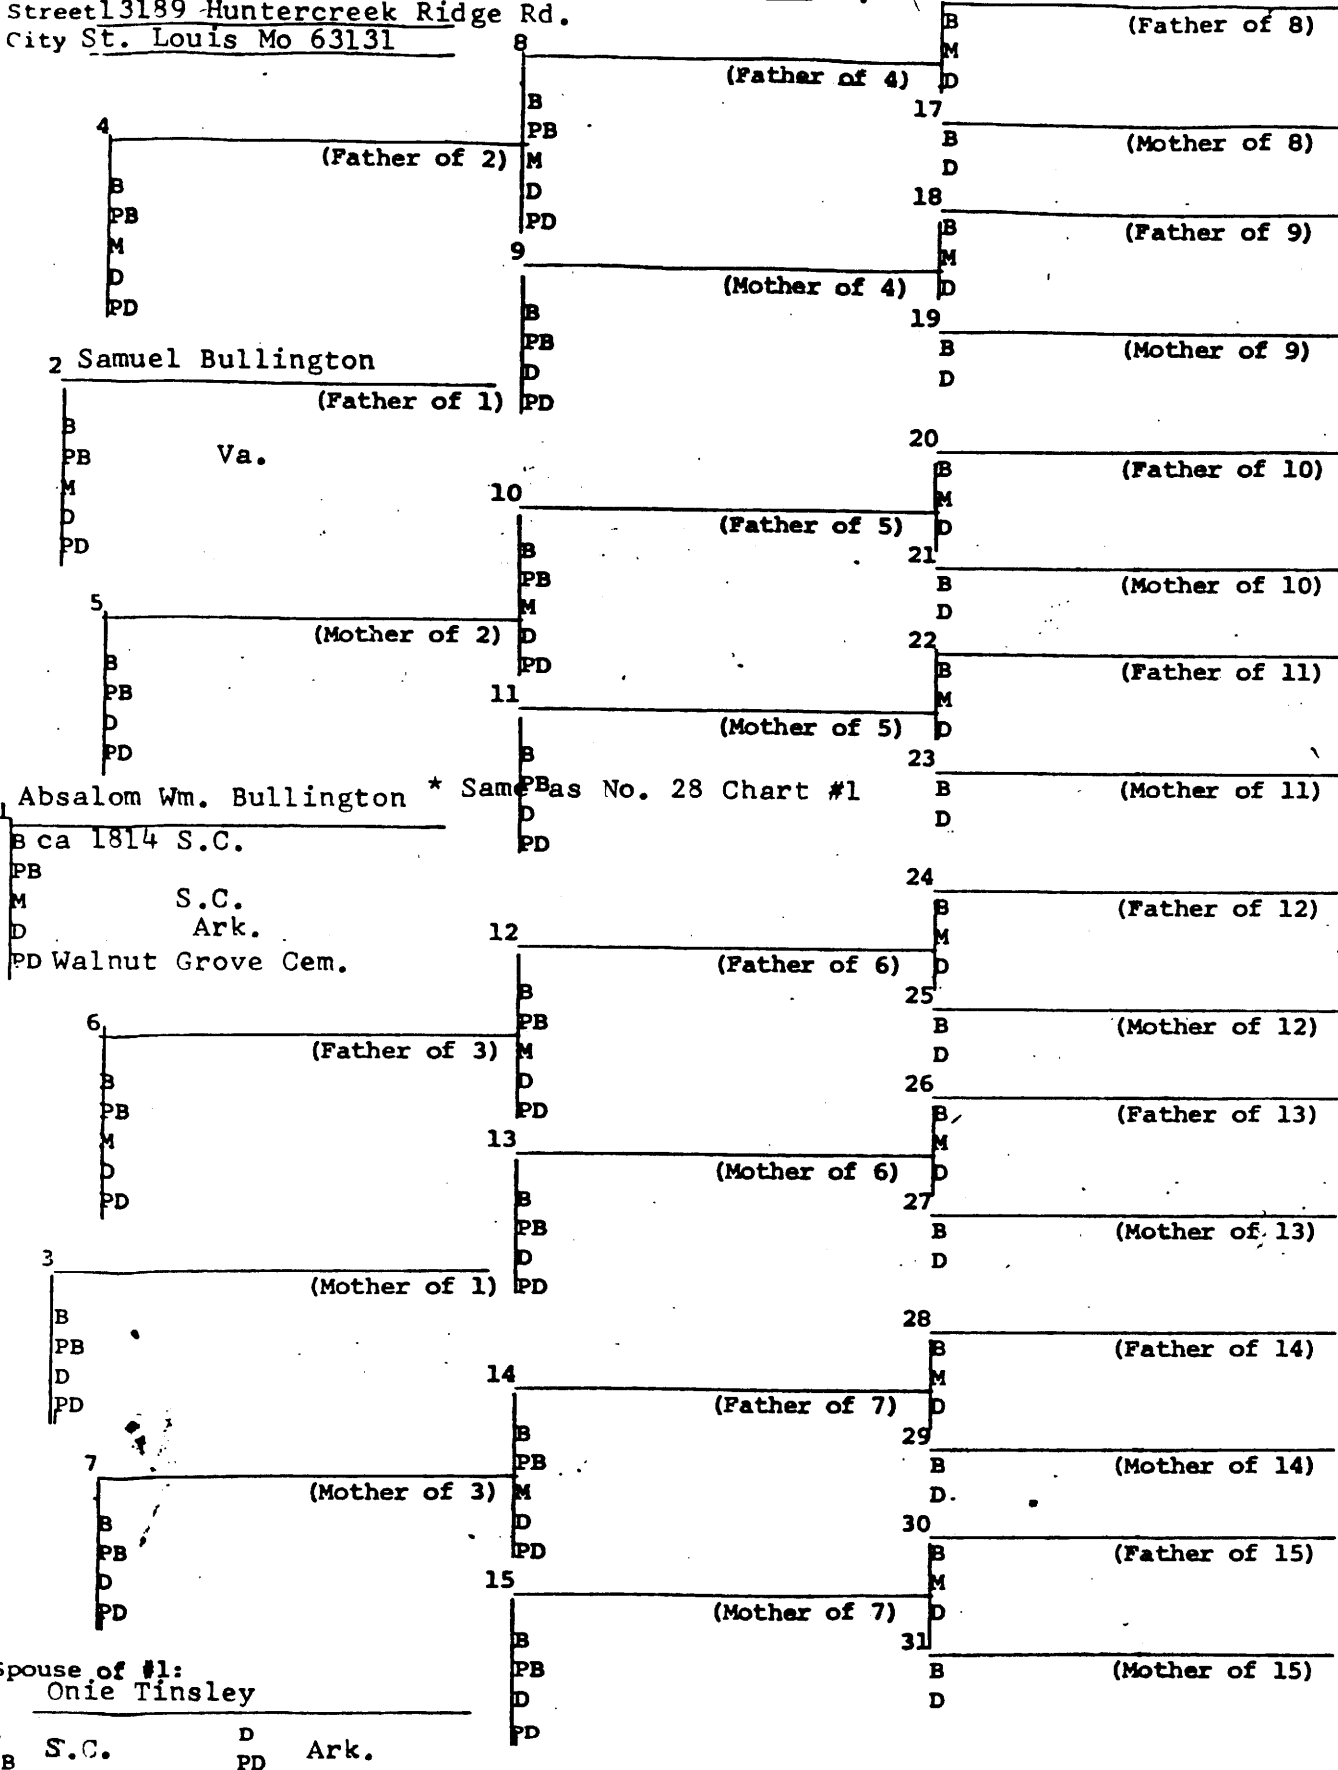 Street 13189 Huntercreek Ridge Rd.
City St. Louis Mo 63131
8
(Father of 4)
B
PB
M
D
PD
B
M
D
(Father of 8)
17
(Mother of 8)
B
D
4
(Father of 2)
B
PB
M
D
PD
18
(Father of 9)
B
M
D
9
(Mother of 4)
B
PB
D
PD
19
(Mother of 9)
B
D
2 Samuel Bullington
(Father of 1)
B
PB Va.
M
D
PD
20
(Father of 10)
B
M
D
10
(Father of 5)
B
PB
M
D
PD
21
(Mother of 10)
B
D
5
(Mother of 2)
B
PB
D
PD
22
(Father of 11)
B
M
D
11
(Mother of 5)
B
PB
D
PD
23
(Mother of 11)
B
D
1 Absalom Wm. Bullington * Same as No. 28 Chart #1
B ca 1814 S.C.
PB
M S.C.
D Ark.
PD Walnut Grove Cem.
24
(Father of 12)
B
M
D
12
(Father of 6)
B
PB
M
D
PD
25
(Mother of 12)
B
D
6
(Father of 3)
B
PB
M
D
PD
26
(Father of 13)
B
M
D
13
(Mother of 6)
B
PB
D
PD
27
(Mother of 13)
B
D
3
(Mother of 1)
B
PB
D
PD
28
(Father of 14)
B
M
D
14
(Father of 7)
B
PB
M
D
PD
29
(Mother of 14)
B
D
7
(Mother of 3)
B
PB
D
PD
30
(Father of 15)
B
M
D
15
(Mother of 7)
B
PB
D
PD
31
(Mother of 15)
B
D
Spouse of #1:
Onie Tinsley
D
B S.C. PD Ark.